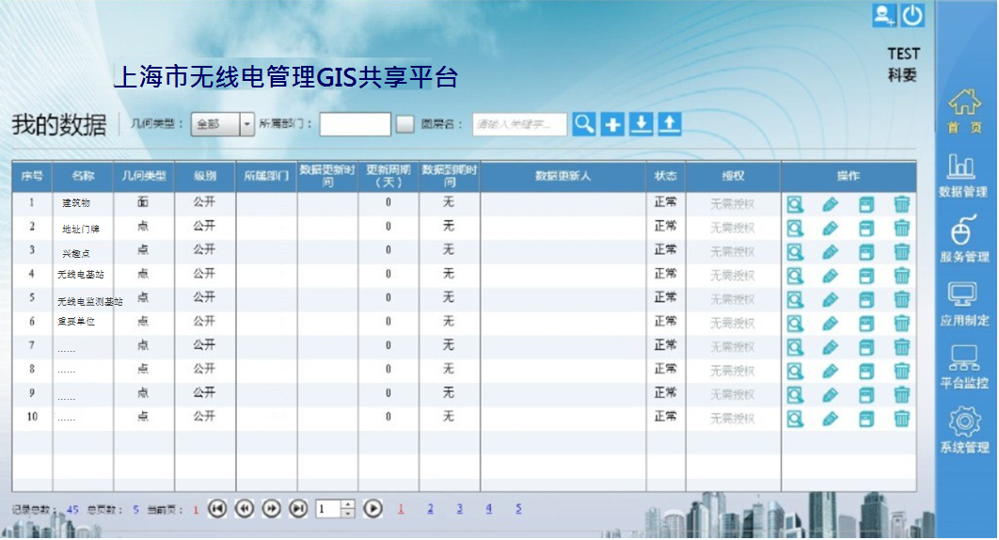 TEST
科委
上海市无线电管理GIS共享平台
我的数据 几何类型： 全部 所属部门： 图层名： 请输入关键字...
序号 名称 几何类型 级别 所属部门 数据更新时间 更新周期（天） 数据到期时间 数据更新人 状态 授权 操作
1 建筑物 面 公开 0 无 正常 无需授权
2 地址门牌 点 公开 0 无 正常 无需授权
3 兴趣点 点 公开 0 无 正常 无需授权
4 无线电基站 点 公开 0 无 正常 无需授权
5 无线电监测基站 点 公开 0 无 正常 无需授权
6 重要单位 点 公开 0 无 正常 无需授权
7 ...... 点 公开 0 无 正常 无需授权
8 ...... 点 公开 0 无 正常 无需授权
9 ...... 点 公开 0 无 正常 无需授权
10 ...... 点 公开 0 无 正常 无需授权
记录总数： 45 总页数： 5 当前页： 1 1 1 2 3 4 5
首 页
数据管理
服务管理
应用制定
平台监控
系统管理